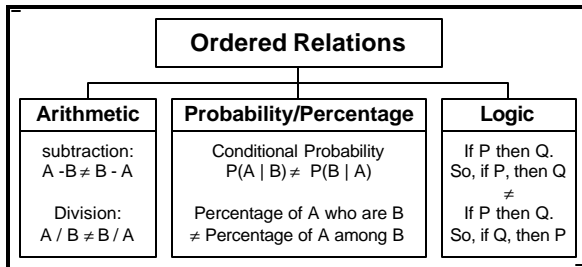 Ordered Relations
Arithmetic
subtraction:
A -B ≠ B - A
Division:
A / B ≠ B / A
Probability/Percentage
Conditional Probability
P(A | B) ≠ P(B | A)
Percentage of A who are B
≠ Percentage of A among B
Logic
If P then Q.
So, if P, then Q
≠
If P then Q.
So, if Q, then P